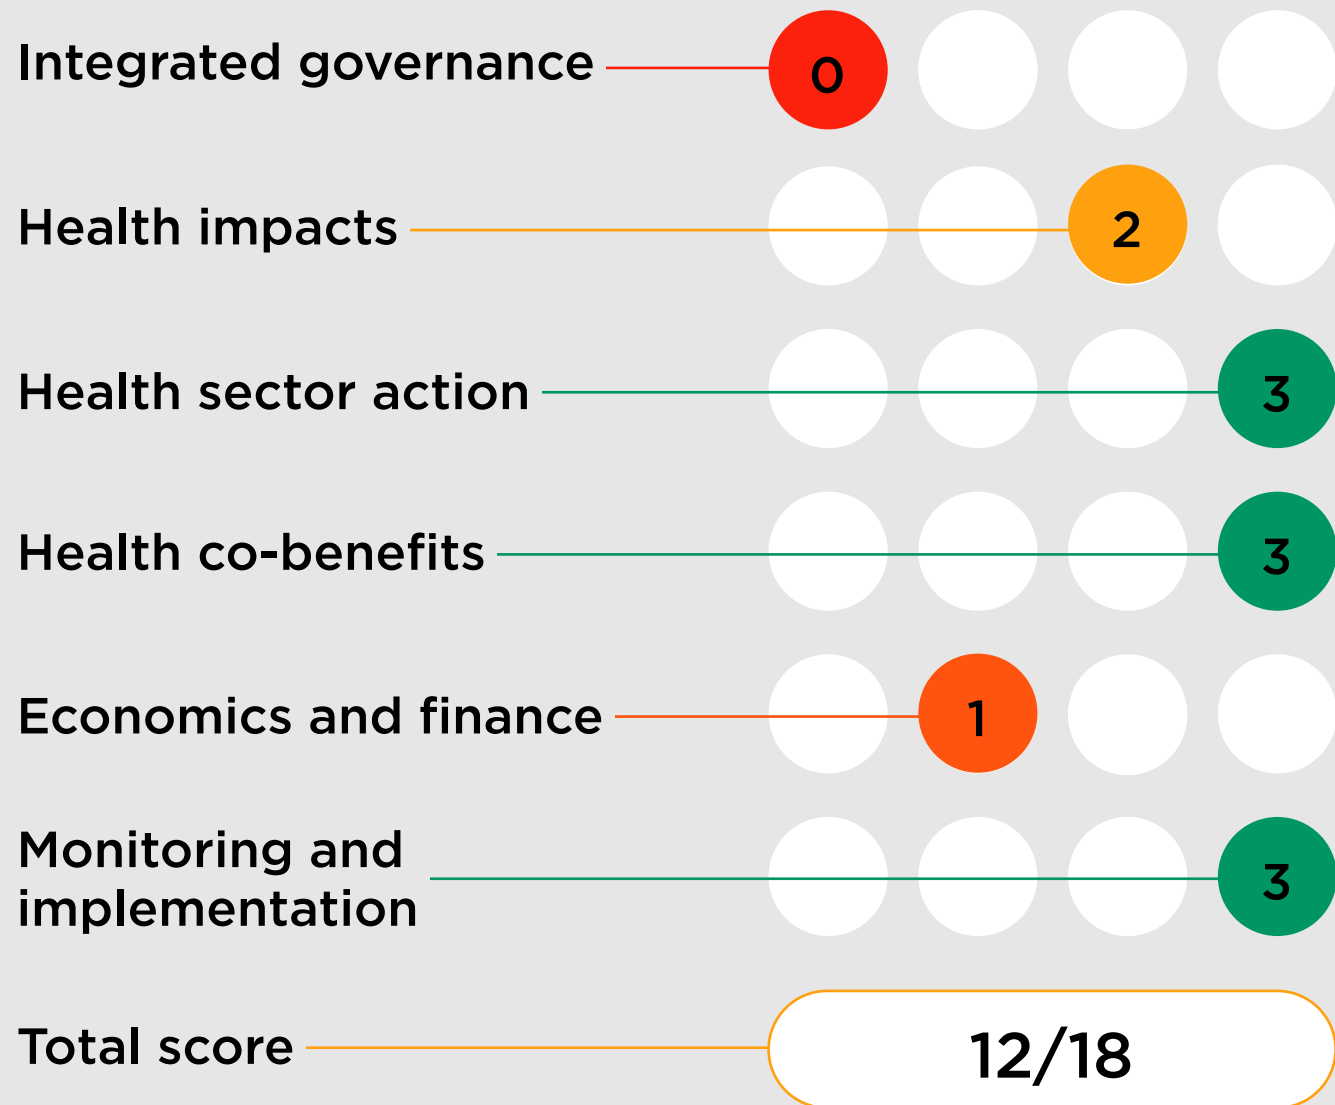 Integrated governance 0
Health impacts 2
Health sector action 3
Health co-benefits 3
Economics and finance 1
Monitoring and
implementation 3
Total score 12/18